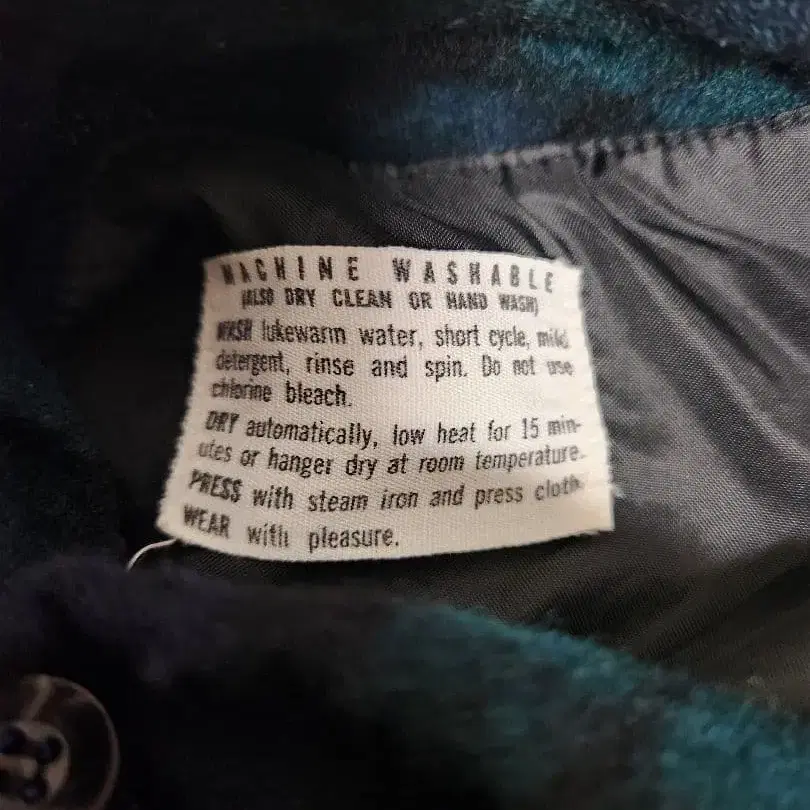 MACHINE WASHABLE
(ALSO DRY CLEAN OR HAND WASH)
WASH lukewarm water, short cycle, mild
detergent, rinse and spin. Do not use
chlorine bleach.
DRY automatically, low heat for 15 min-
utes or hanger dry at room temperature.
PRESS with steam iron and press cloth.
WEAR with pleasure.